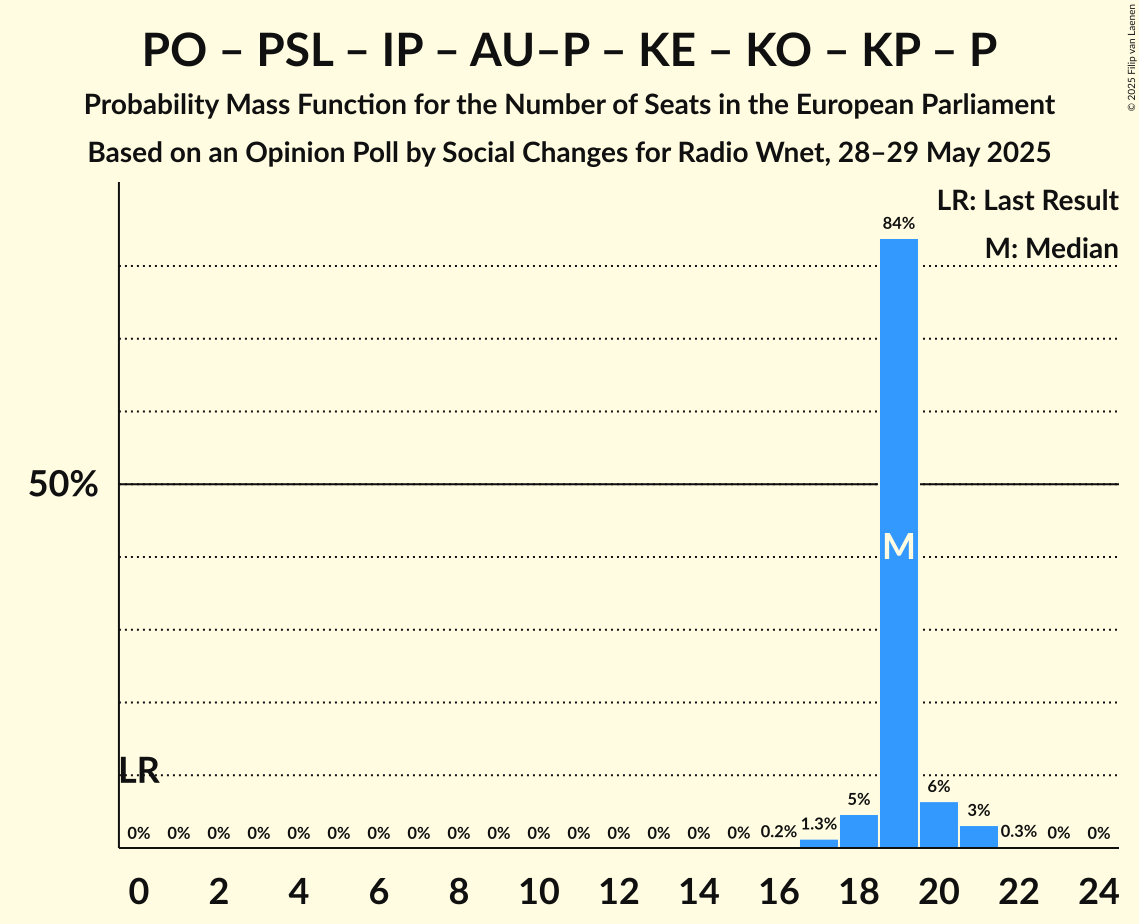 PO – PSL – IP – AU–P – KE – KO – KP – P
Probability Mass Function for the Number of Seats in the European Parliament
Based on an Opinion Poll by Social Changes for Radio Wnet, 28–29 May 2025
© 2025 Filip van Laenen
LR: Last Result
M: Median
84%
50%
M
LR
0% 0% 0% 0% 0% 0% 0% 0% 0% 0% 0% 0% 0% 0% 0% 0% 0.2% 1.3% 5% 6% 3% 0.3% 0% 0%
0 2 4 6 8 10 12 14 16 18 20 22 24